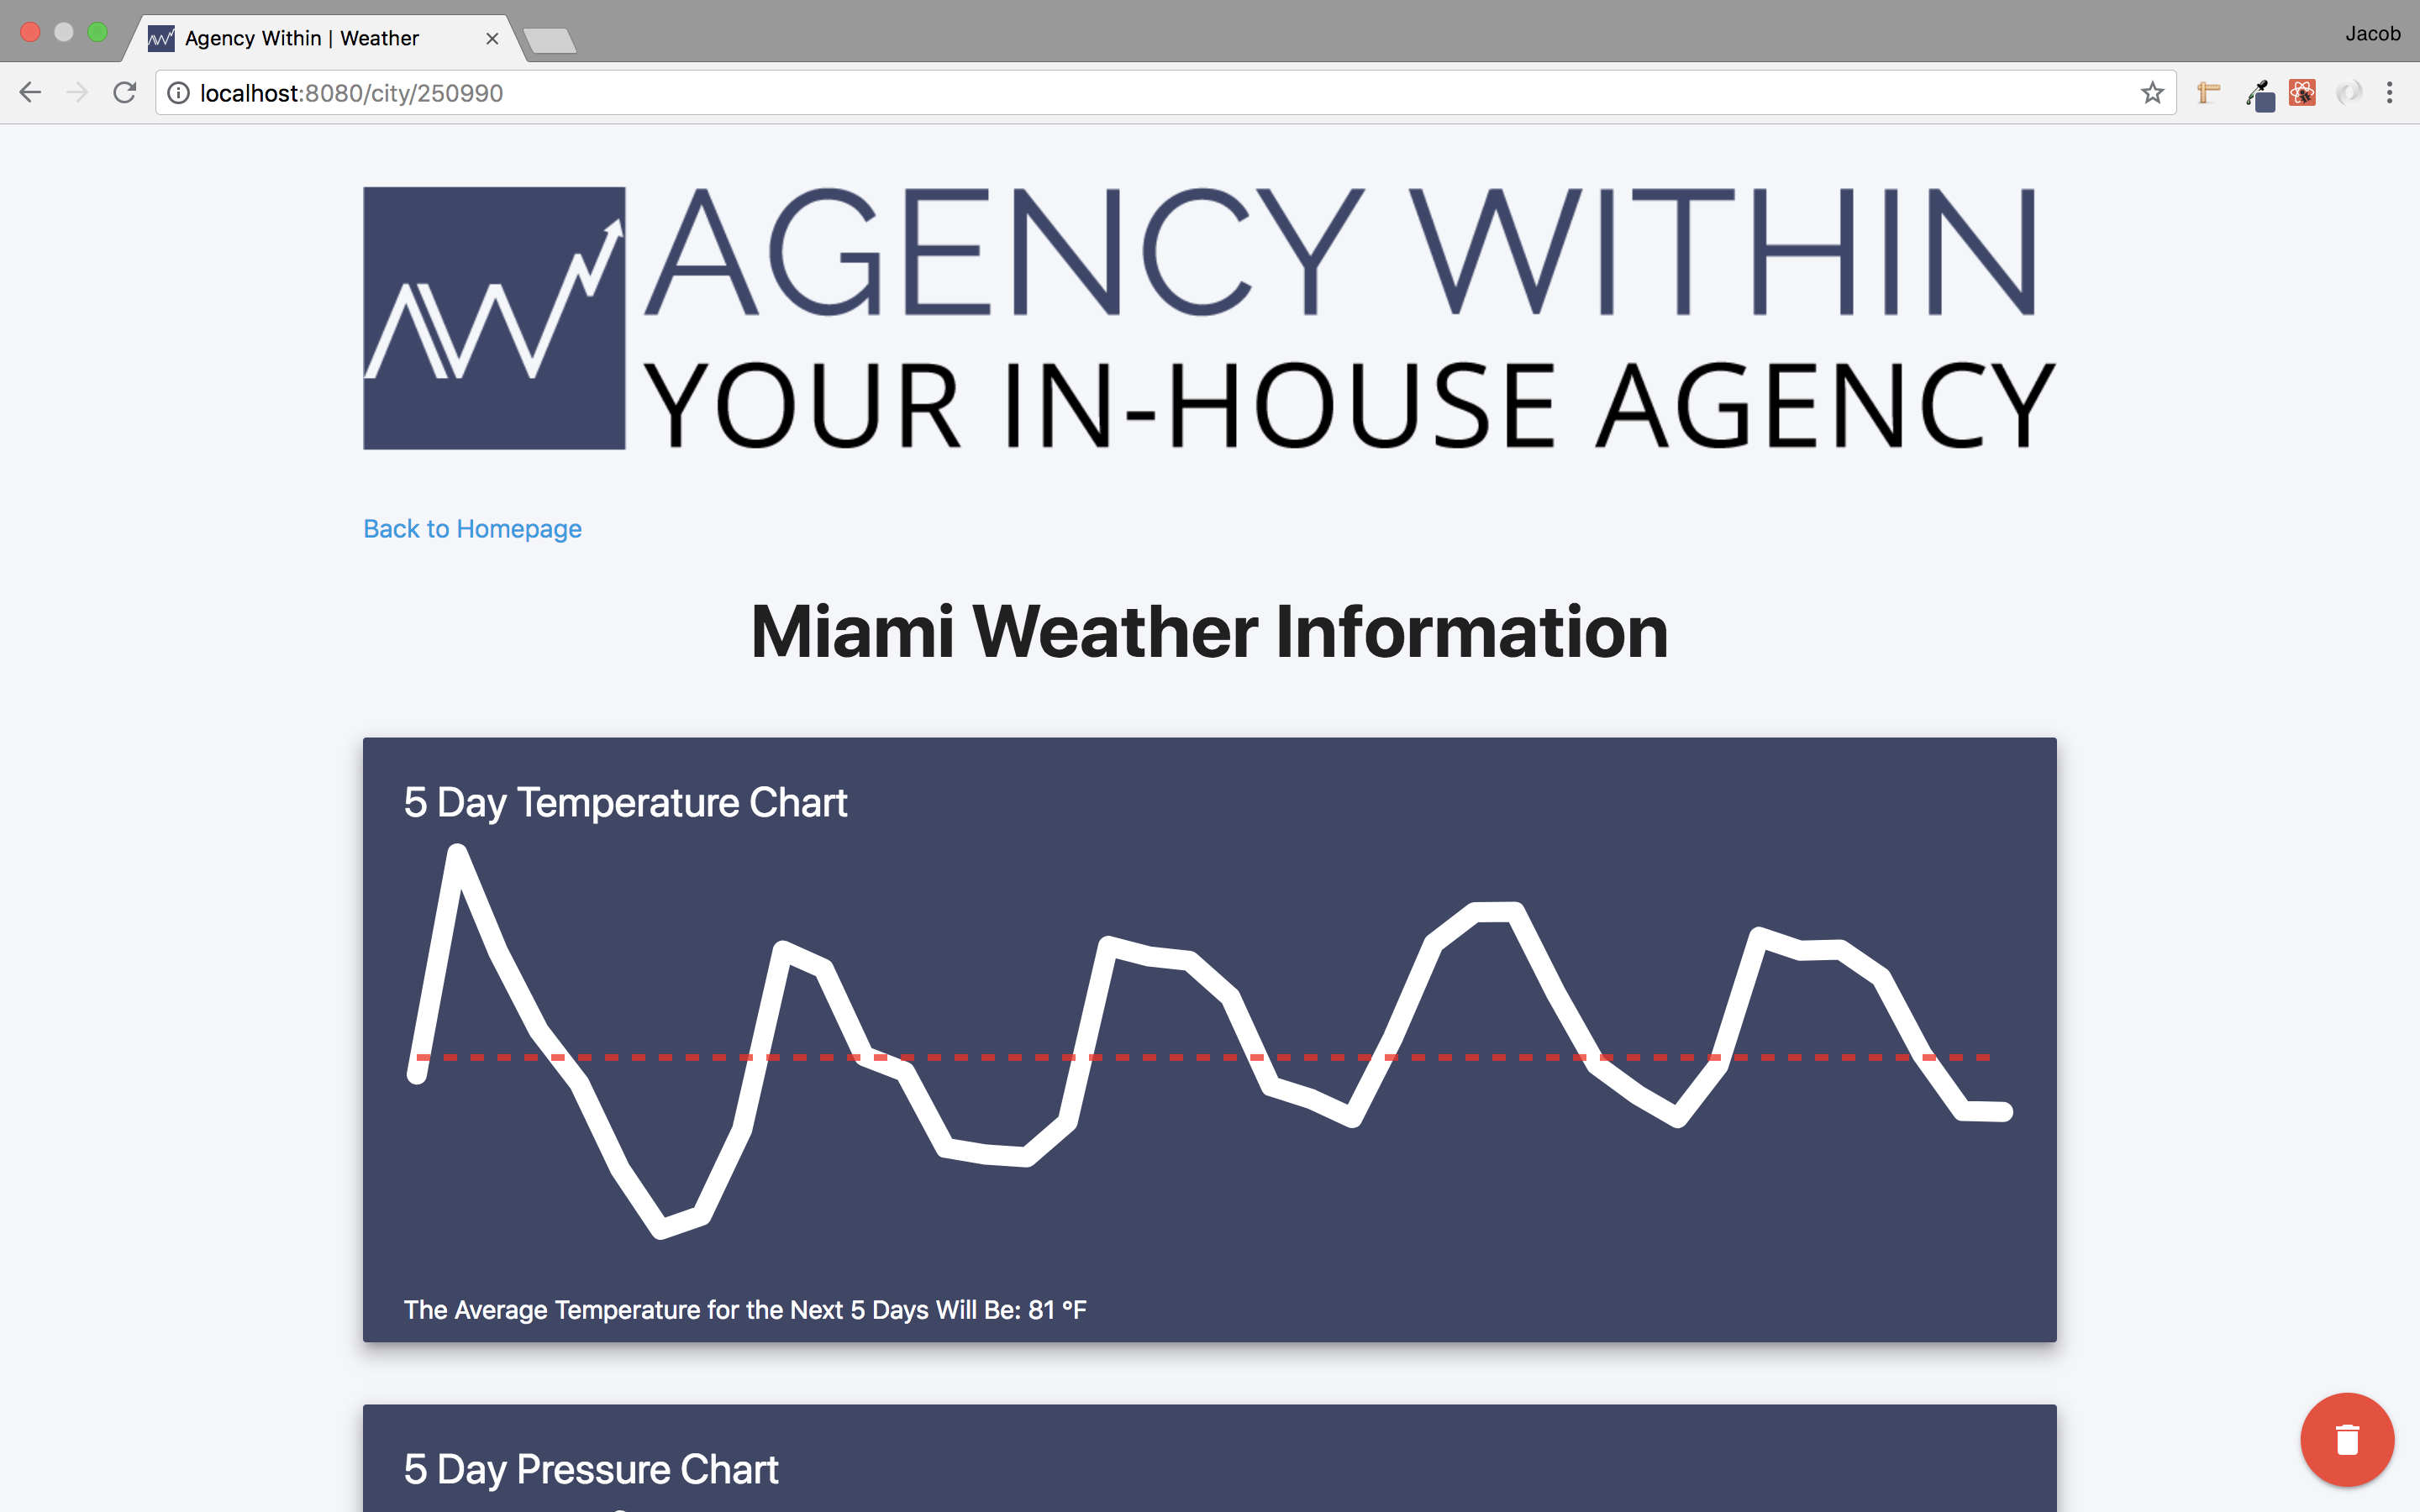 Agency Within | Weather
Jacob
localhost:8080/city/250990
AW
AGENCY WITHIN
YOUR IN-HOUSE AGENCY
Back to Homepage
Miami Weather Information
5 Day Temperature Chart
The Average Temperature for the Next 5 Days Will Be: 81 °F
5 Day Pressure Chart